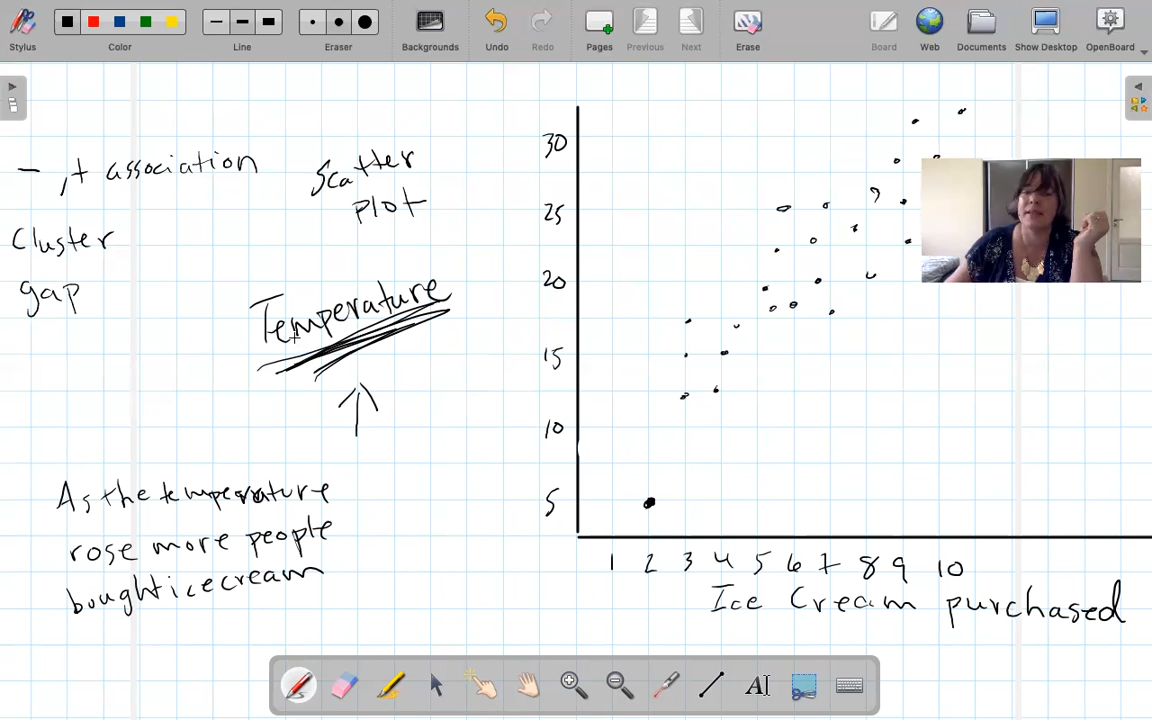 Stylus
Color
Line
Eraser
Backgrounds
Undo
Redo
Pages
Previous
Next
Erase
Board
Web
Documents
Show Desktop
OpenBoard
- , + association
Cluster
gap
Scatter
plot
Temperature
As the temperature
rose more people
bought ice cream
30
25
20
15
10
5
1 2 3 4 5 6 7 8 9 10
Ice Cream purchased